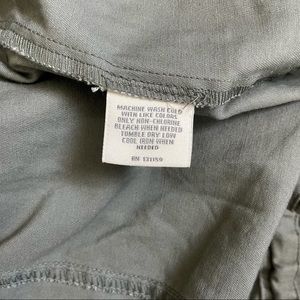 MACHINE WASH COLD
WITH LIKE COLORS
ONLY NON-CHLORINE
BLEACH WHEN NEEDED
TUMBLE DRY LOW
COOL IRON WHEN
NEEDED
RN 131159